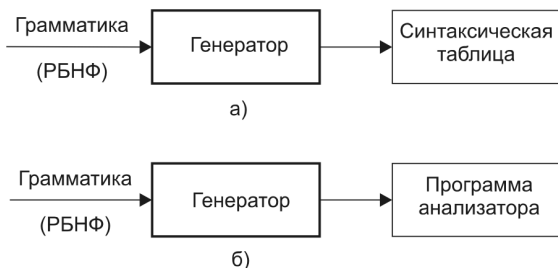 Грамматика
(РБНФ)
Генератор
Синтаксическая
таблица
а)
Грамматика
(РБНФ)
Генератор
Программа
анализатора
б)